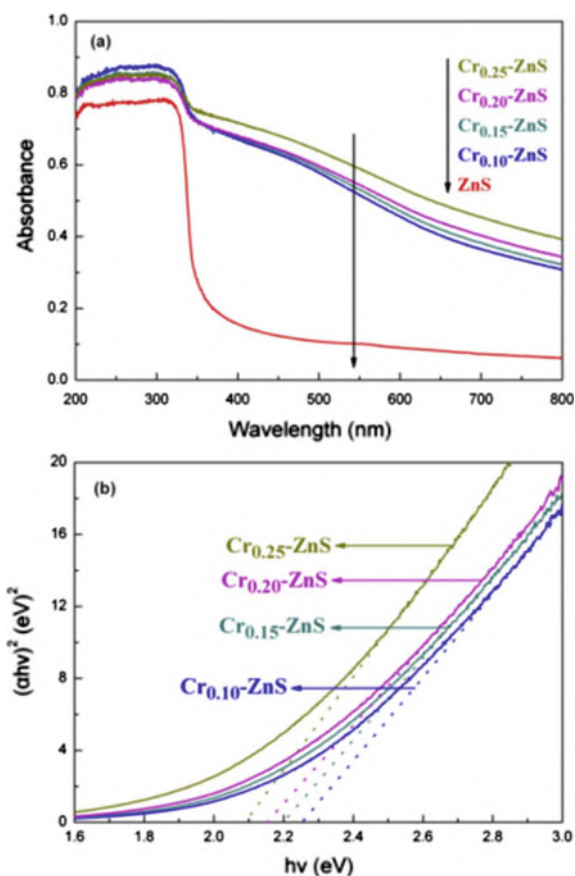 (a)
Cr0.25-ZnS
Cr0.20-ZnS
Cr0.15-ZnS
Cr0.10-ZnS
ZnS
1.0
0.8
0.6
0.4
0.2
0.0
Absorbance
200 300 400 500 600 700 800
Wavelength (nm)
(b)
Cr0.25-ZnS
Cr0.20-ZnS
Cr0.15-ZnS
Cr0.10-ZnS
20
16
12
8
4
0
(αhν)² (eV)²
1.6 1.8 2.0 2.2 2.4 2.6 2.8 3.0
hν (eV)